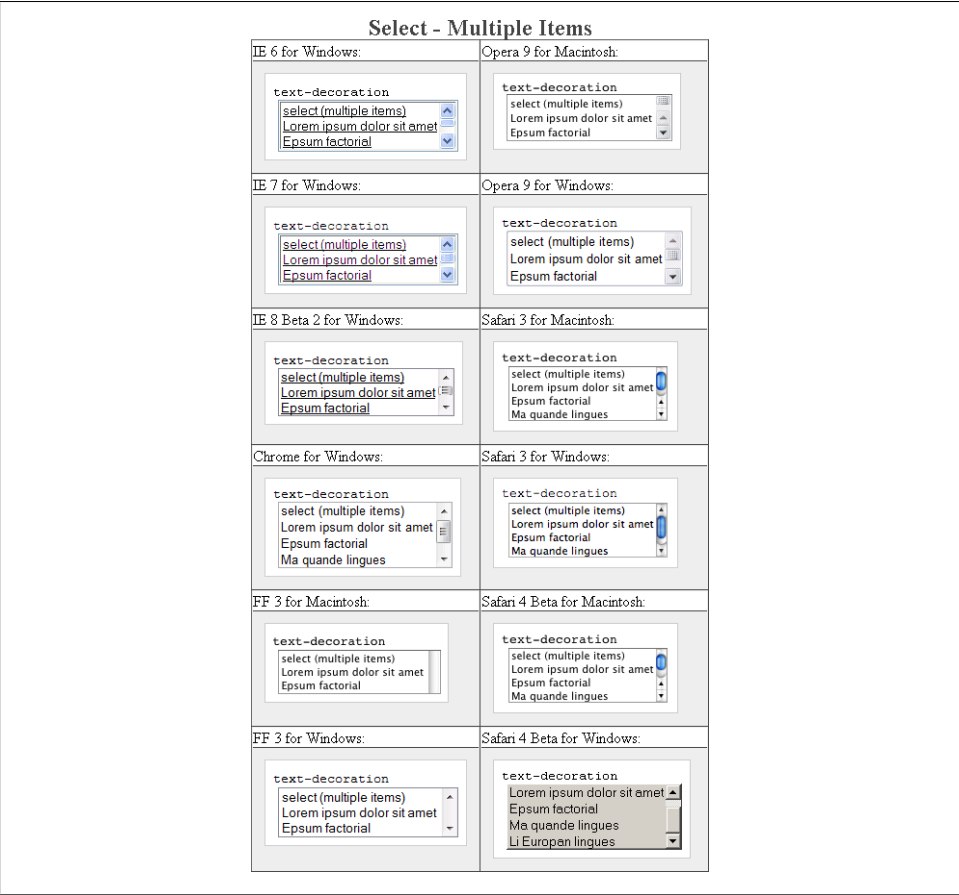 Select - Multiple Items
IE 6 for Windows:
text-decoration
select (multiple items)
Lorem ipsum dolor sit amet
Epsum factorial
Opera 9 for Macintosh:
text-decoration
select (multiple items)
Lorem ipsum dolor sit amet
Epsum factorial
IE 7 for Windows:
text-decoration
select (multiple items)
Lorem ipsum dolor sit amet
Epsum factorial
Opera 9 for Windows:
text-decoration
select (multiple items)
Lorem ipsum dolor sit amet
Epsum factorial
IE 8 Beta 2 for Windows:
text-decoration
select (multiple items)
Lorem ipsum dolor sit amet
Epsum factorial
Safari 3 for Macintosh:
text-decoration
select (multiple items)
Lorem ipsum dolor sit amet
Epsum factorial
Ma quande lingues
Chrome for Windows:
text-decoration
select (multiple items)
Lorem ipsum dolor sit amet
Epsum factorial
Ma quande lingues
Safari 3 for Windows:
text-decoration
select (multiple items)
Lorem ipsum dolor sit amet
Epsum factorial
Ma quande lingues
FF 3 for Macintosh:
text-decoration
select (multiple items)
Lorem ipsum dolor sit amet
Epsum factorial
Safari 4 Beta for Macintosh:
text-decoration
select (multiple items)
Lorem ipsum dolor sit amet
Epsum factorial
Ma quande lingues
FF 3 for Windows:
text-decoration
select (multiple items)
Lorem ipsum dolor sit amet
Epsum factorial
Safari 4 Beta for Windows:
text-decoration
Lorem ipsum dolor sit amet
Epsum factorial
Ma quande lingues
Li Europan lingues